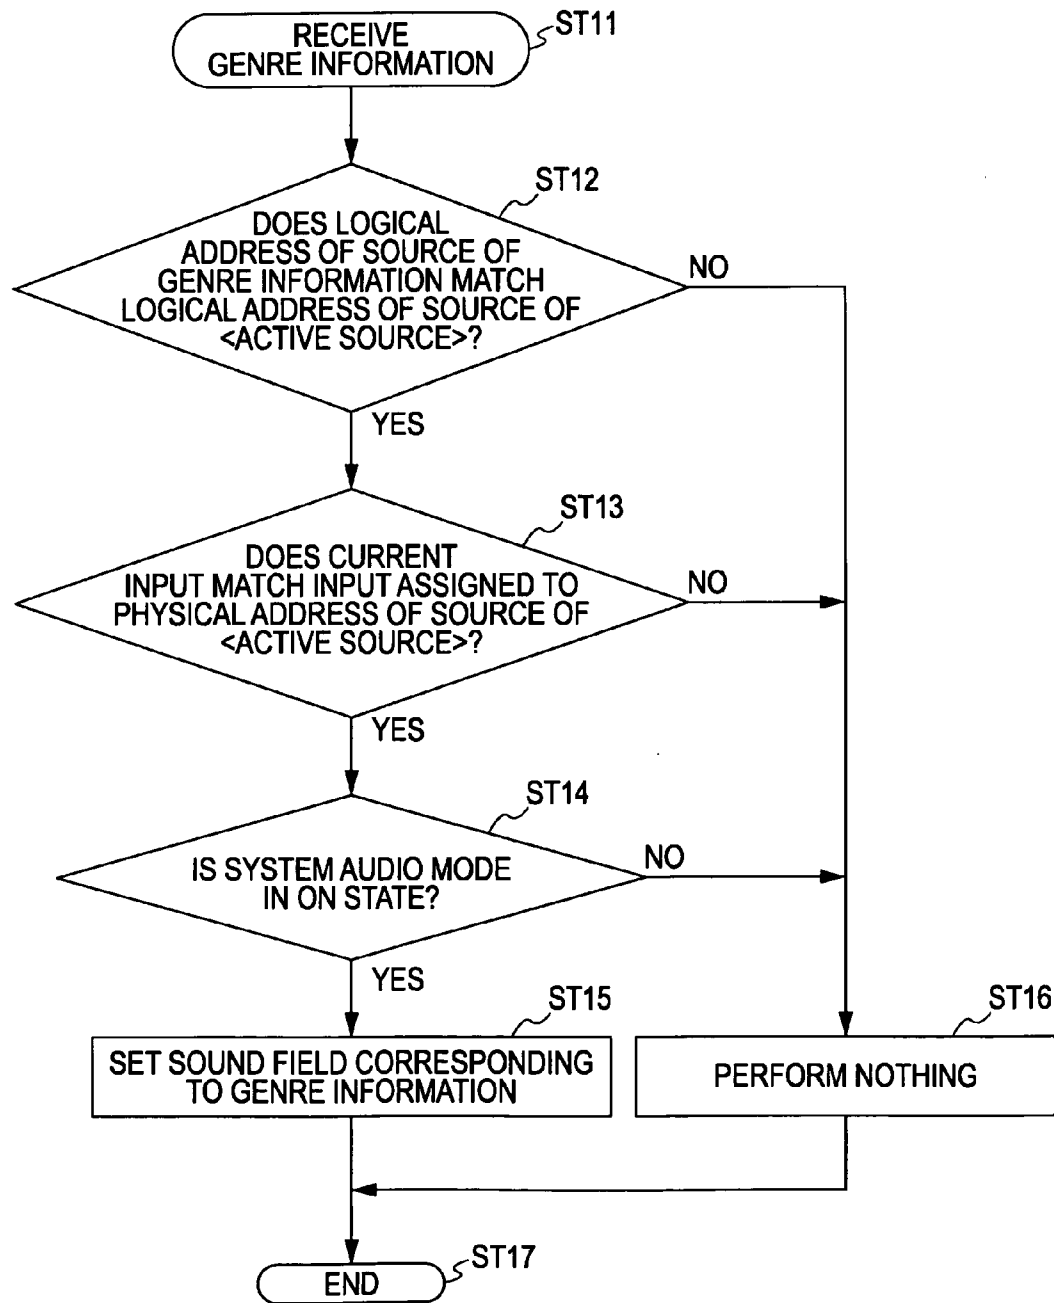 RECEIVE
GENRE INFORMATION
ST11
ST12
DOES LOGICAL
ADDRESS OF SOURCE OF
GENRE INFORMATION MATCH
LOGICAL ADDRESS OF SOURCE OF
<ACTIVE SOURCE>?
NO
YES
ST13
DOES CURRENT
INPUT MATCH INPUT ASSIGNED TO
PHYSICAL ADDRESS OF SOURCE OF
<ACTIVE SOURCE>?
NO
YES
ST14
IS SYSTEM AUDIO MODE
IN ON STATE?
NO
YES
ST15
SET SOUND FIELD CORRESPONDING
TO GENRE INFORMATION
ST16
PERFORM NOTHING
END
ST17